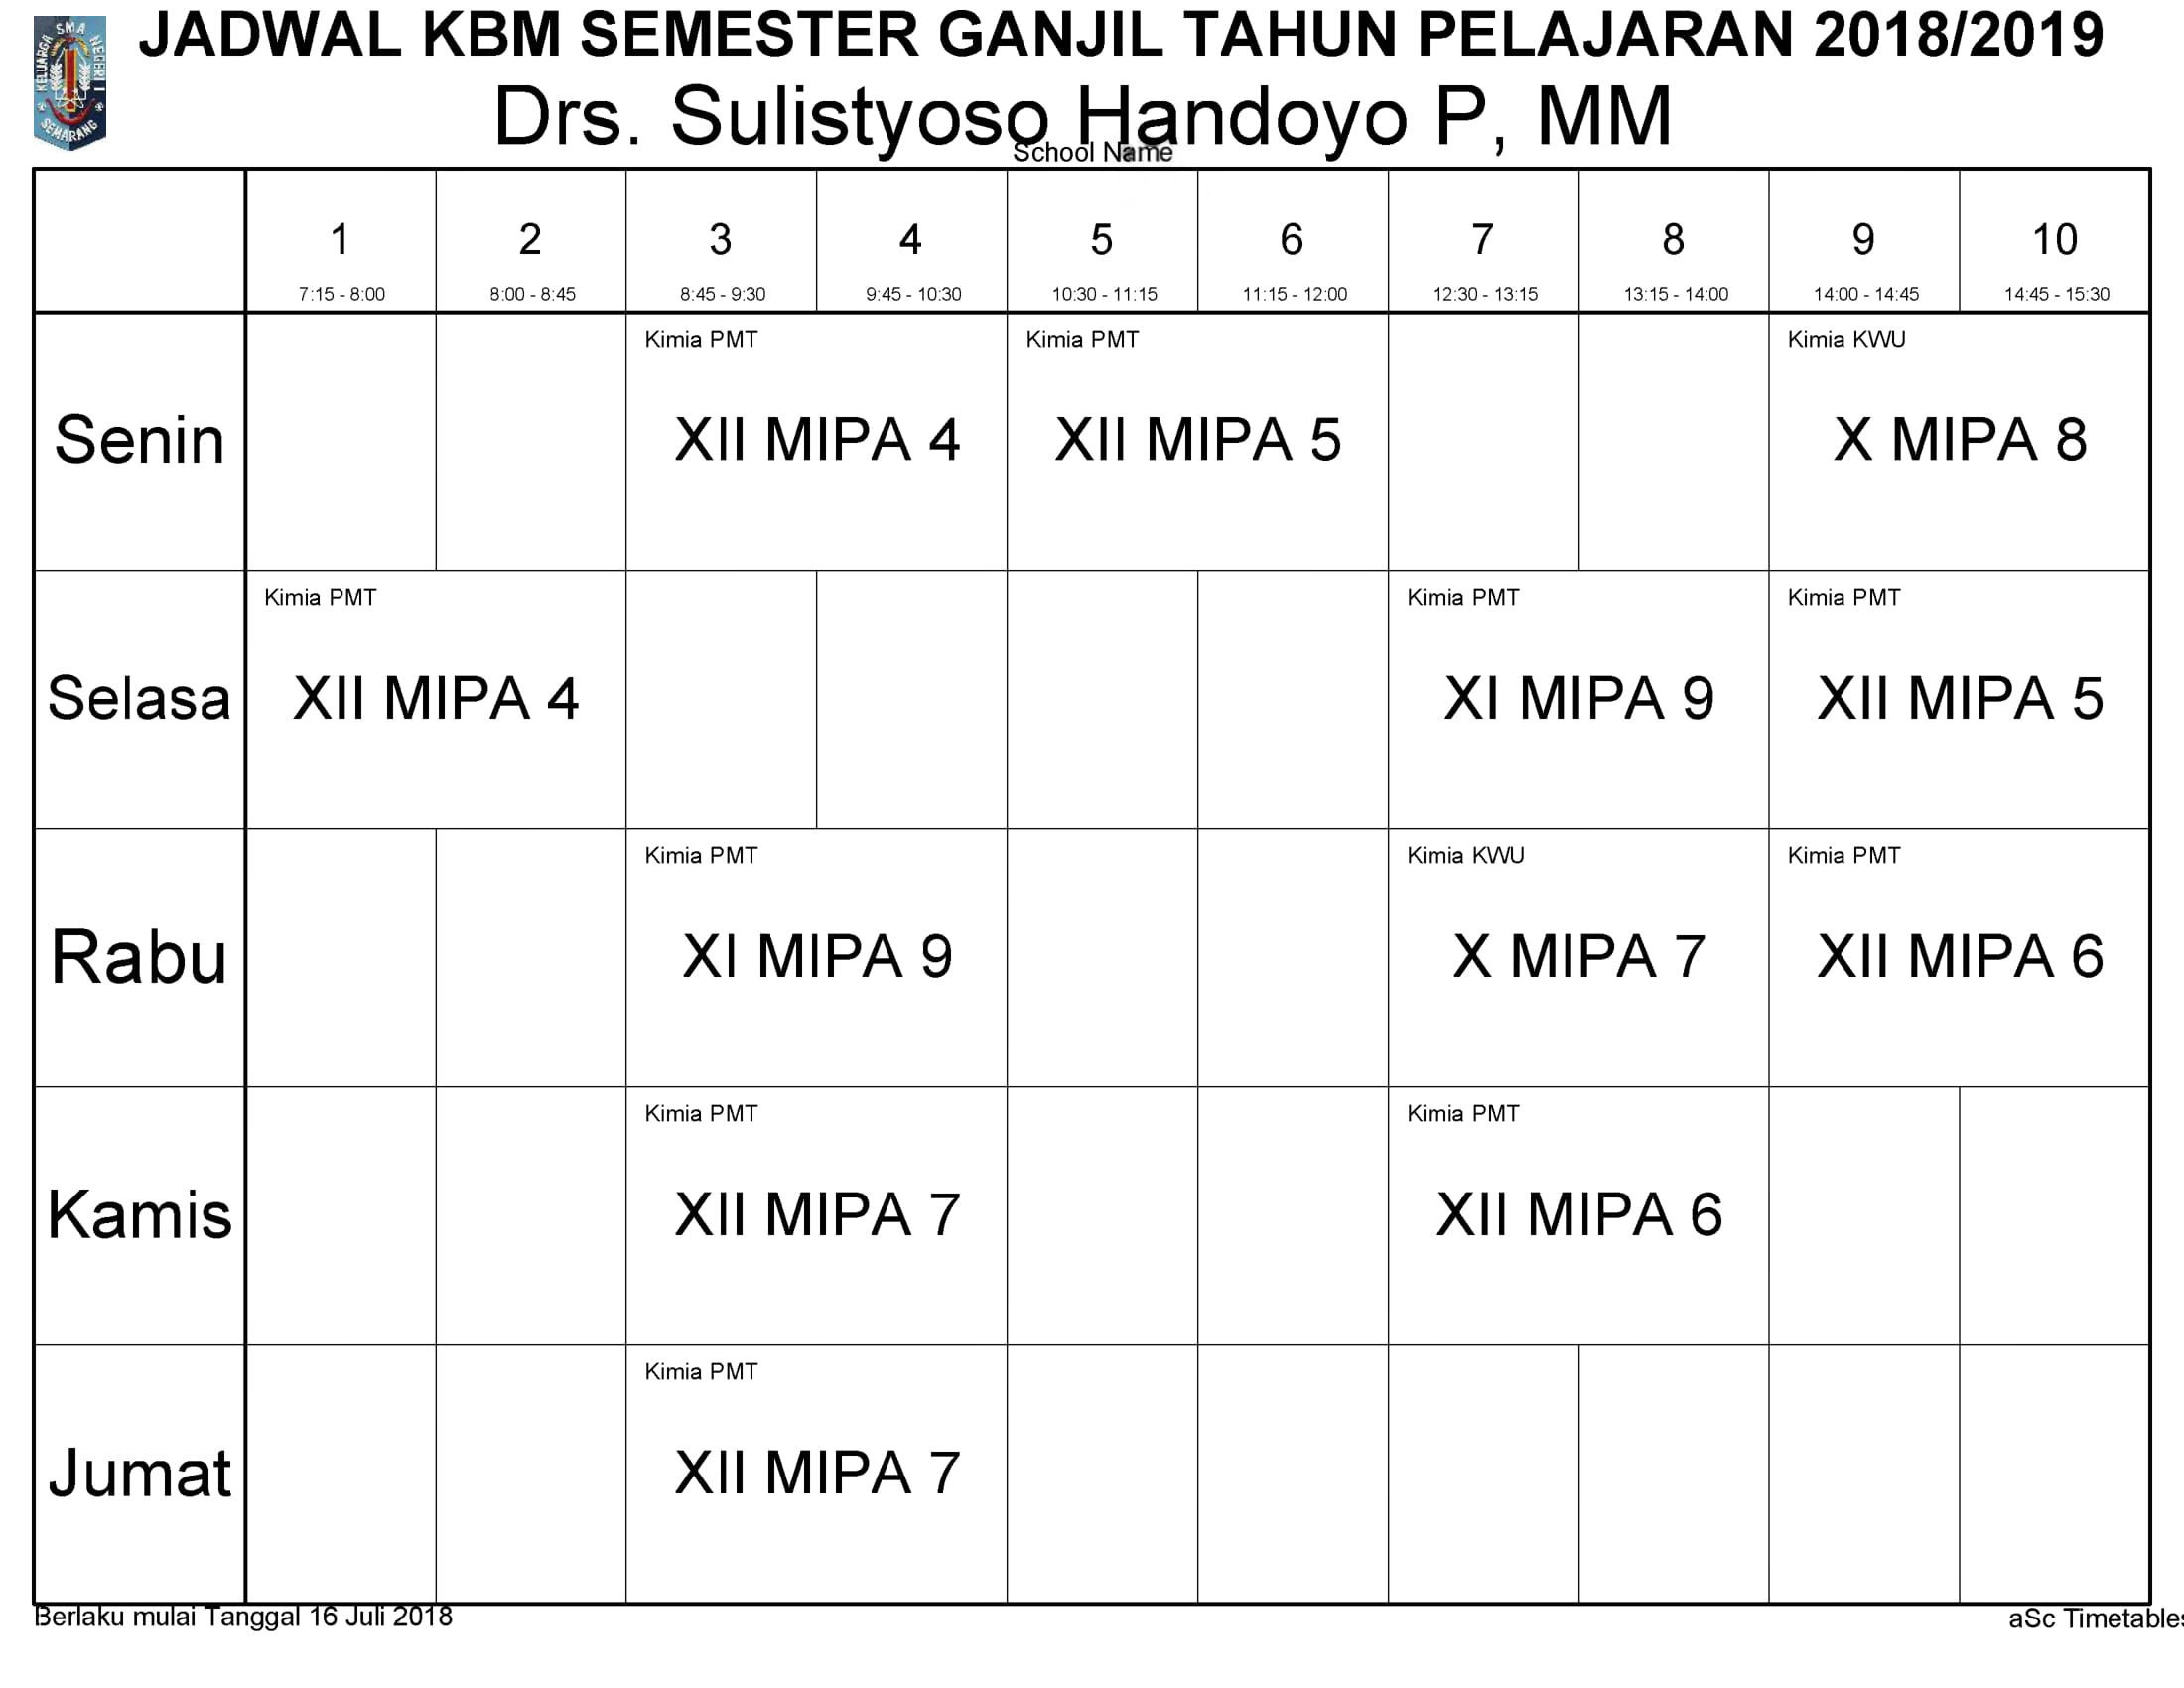 KELUARGA SMA NEGERI 1
SEMARANG
JADWAL KBM SEMESTER GANJIL TAHUN PELAJARAN 2018/2019
Drs. Sulistyoso Handoyo P, MM
School Name
1 2 3 4 5 6 7 8 9 10
7:15 - 8:00 8:00 - 8:45 8:45 - 9:30 9:45 - 10:30 10:30 - 11:15 11:15 - 12:00 12:30 - 13:15 13:15 - 14:00 14:00 - 14:45 14:45 - 15:30
Kimia PMT Kimia PMT Kimia KWU
Senin XII MIPA 4 XII MIPA 5 X MIPA 8
Kimia PMT Kimia PMT Kimia PMT
Selasa XII MIPA 4 XI MIPA 9 XII MIPA 5
Kimia PMT Kimia KWU Kimia PMT
Rabu XI MIPA 9 X MIPA 7 XII MIPA 6
Kimia PMT Kimia PMT
Kamis XII MIPA 7 XII MIPA 6
Kimia PMT
Jumat XII MIPA 7
Berlaku mulai Tanggal 16 Juli 2018 aSc Timetables